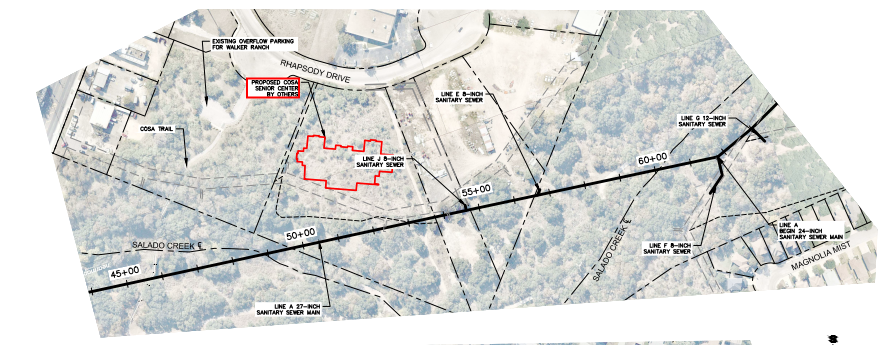 EXISTING OVERFLOW PARKING
FOR WALKER RANCH
RHAPSODY DRIVE
PROPOSED COSA
SENIOR CENTER
BY OTHERS
LINE E 8-INCH
SANITARY SEWER
LINE G 12-INCH
SANITARY SEWER
COSA TRAIL
LINE J 8-INCH
SANITARY SEWER
60+00
55+00
50+00
45+00
SALADO CREEK ℄
SALADO CREEK ℄
LINE F 8-INCH
SANITARY SEWER
LINE A
BEGIN 24-INCH
SANITARY SEWER MAIN
MAGNOLIA MIST
LINE A 27-INCH
SANITARY SEWER MAIN